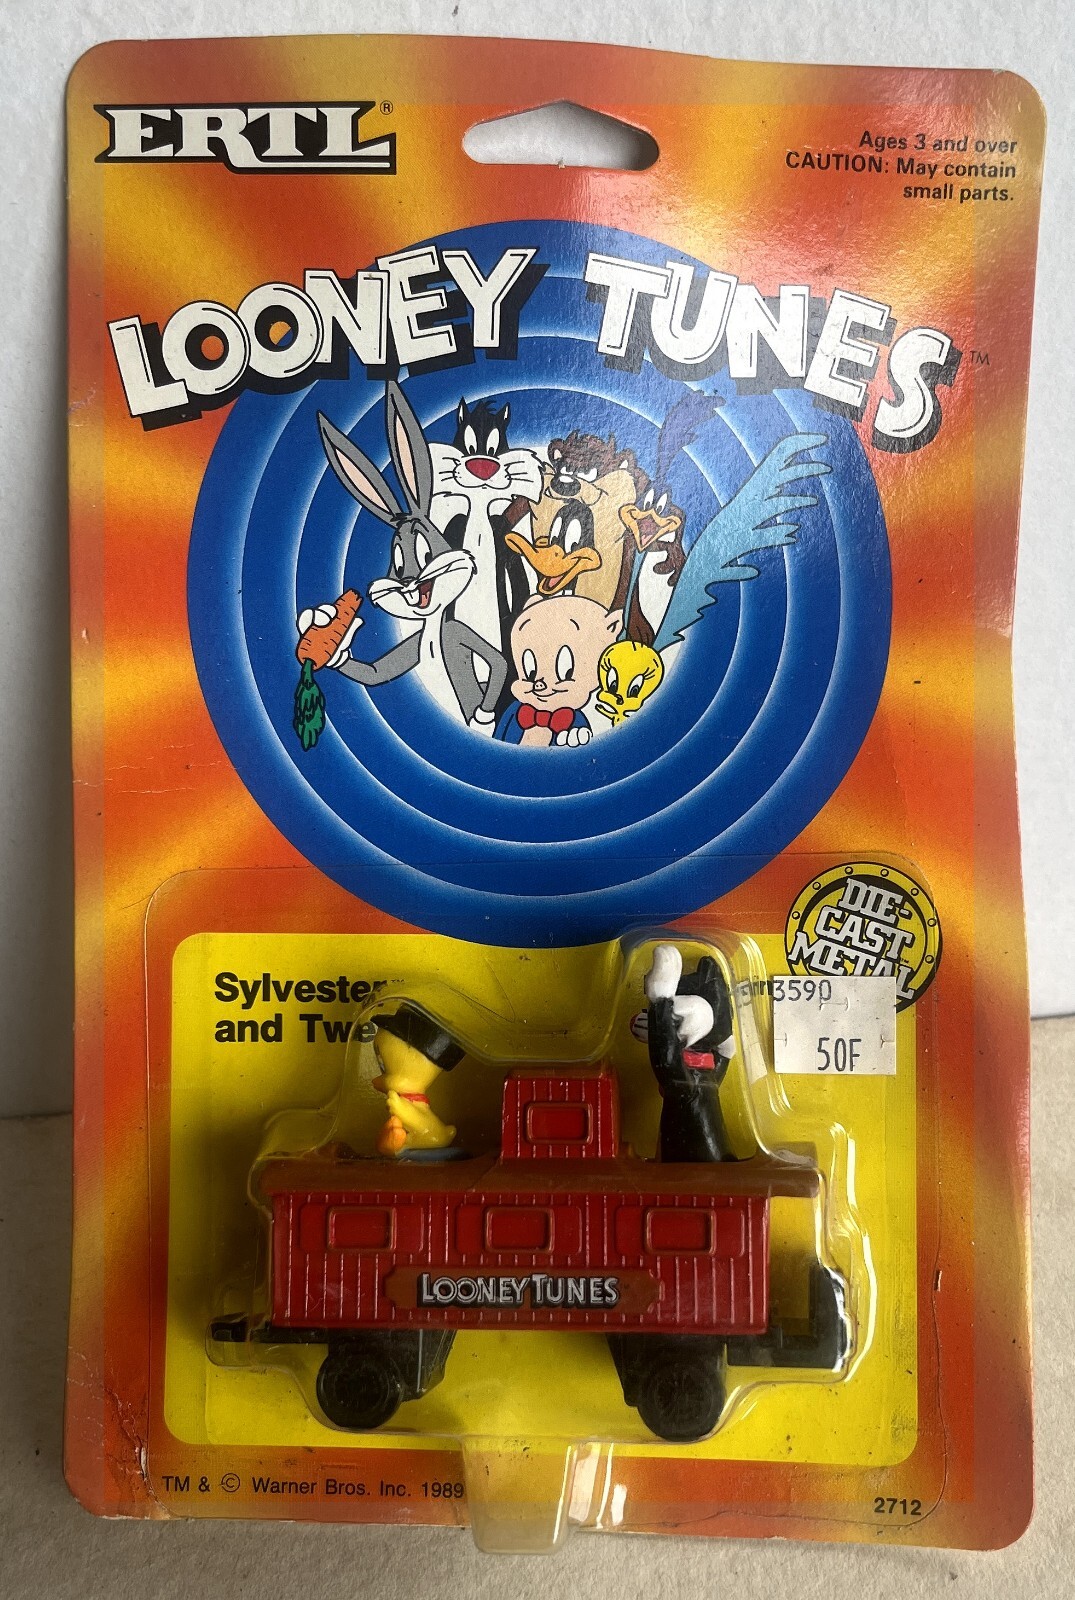 ERTL®
Ages 3 and over
CAUTION: May contain
small parts.
LOONEY TUNES™
DIE-
CAST
METAL
Sylvester™
and Twe
3590
50F
LOONEY TUNES
TM & © Warner Bros. Inc. 1989
2712